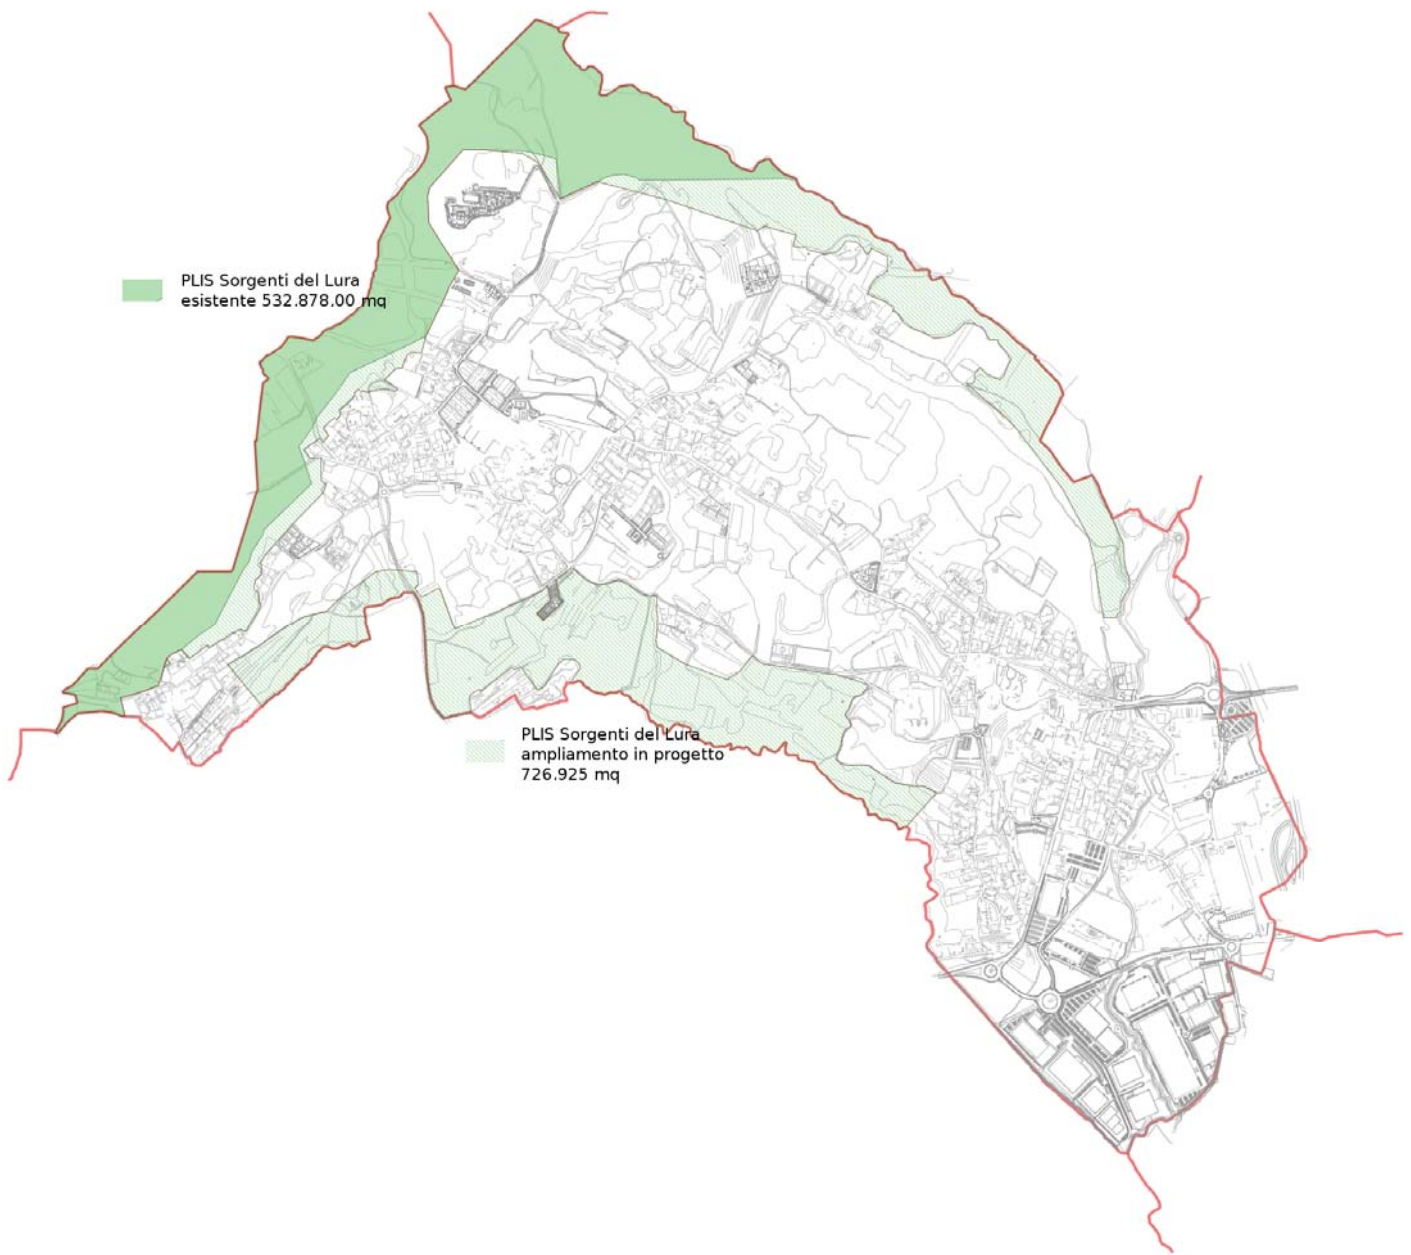 PLIS Sorgenti del Lura
esistente 532.878.00 mq
PLIS Sorgenti del Lura
ampliamento in progetto
726.925 mq